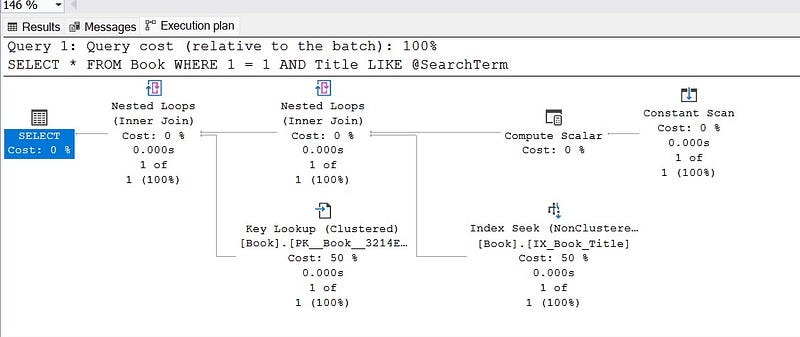 146 %
Results Messages Execution plan
Query 1: Query cost (relative to the batch): 100%
SELECT * FROM Book WHERE 1 = 1 AND Title LIKE @SearchTerm
SELECT
Cost: 0 %
Nested Loops
(Inner Join)
Cost: 0 %
0.000s
1 of
1 (100%)
Nested Loops
(Inner Join)
Cost: 0 %
0.000s
1 of
1 (100%)
Compute Scalar
Cost: 0 %
Constant Scan
Cost: 0 %
0.000s
1 of
1 (100%)
Key Lookup (Clustered)
[Book].[PK__Book__3214E…
Cost: 50 %
0.000s
1 of
1 (100%)
Index Seek (NonClustere…
[Book].[IX_Book_Title]
Cost: 50 %
0.000s
1 of
1 (100%)